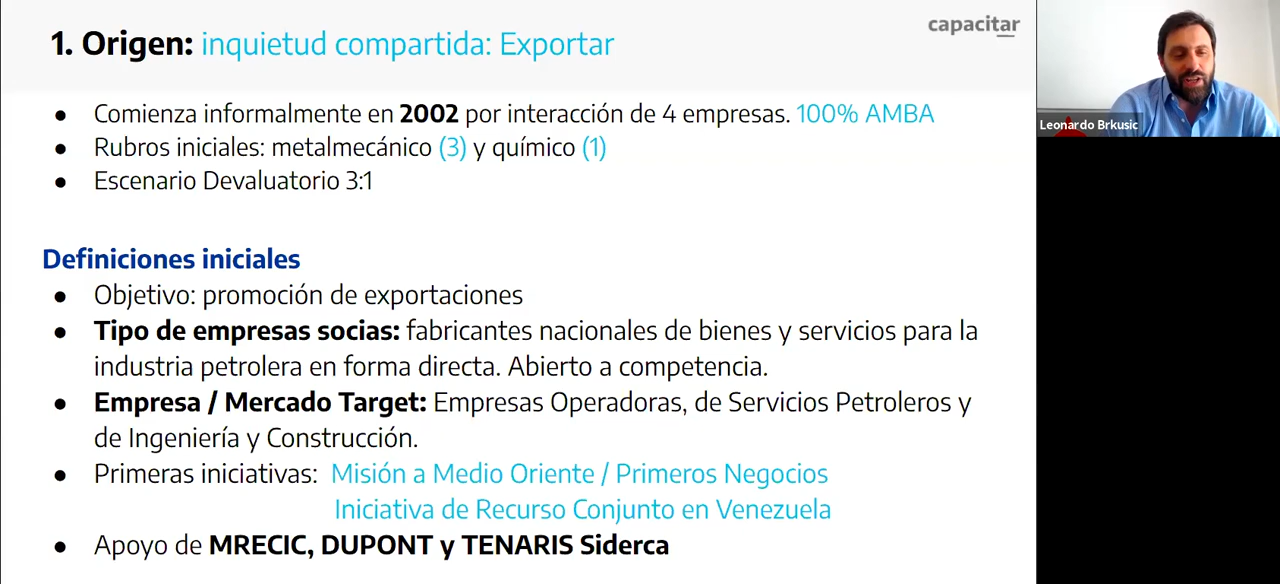 1. Origen: inquietud compartida: Exportar
capacitar
● Comienza informalmente en 2002 por interacción de 4 empresas. 100% AMBA
● Rubros iniciales: metalmecánico (3) y químico (1)
● Escenario Devaluatorio 3:1
Definiciones iniciales
● Objetivo: promoción de exportaciones
● Tipo de empresas socias: fabricantes nacionales de bienes y servicios para la
industria petrolera en forma directa. Abierto a competencia.
● Empresa / Mercado Target: Empresas Operadoras, de Servicios Petroleros y
de Ingeniería y Construcción.
● Primeras iniciativas: Misión a Medio Oriente / Primeros Negocios
Iniciativa de Recurso Conjunto en Venezuela
● Apoyo de MRECIC, DUPONT y TENARIS Siderca
Leonardo Brkusic